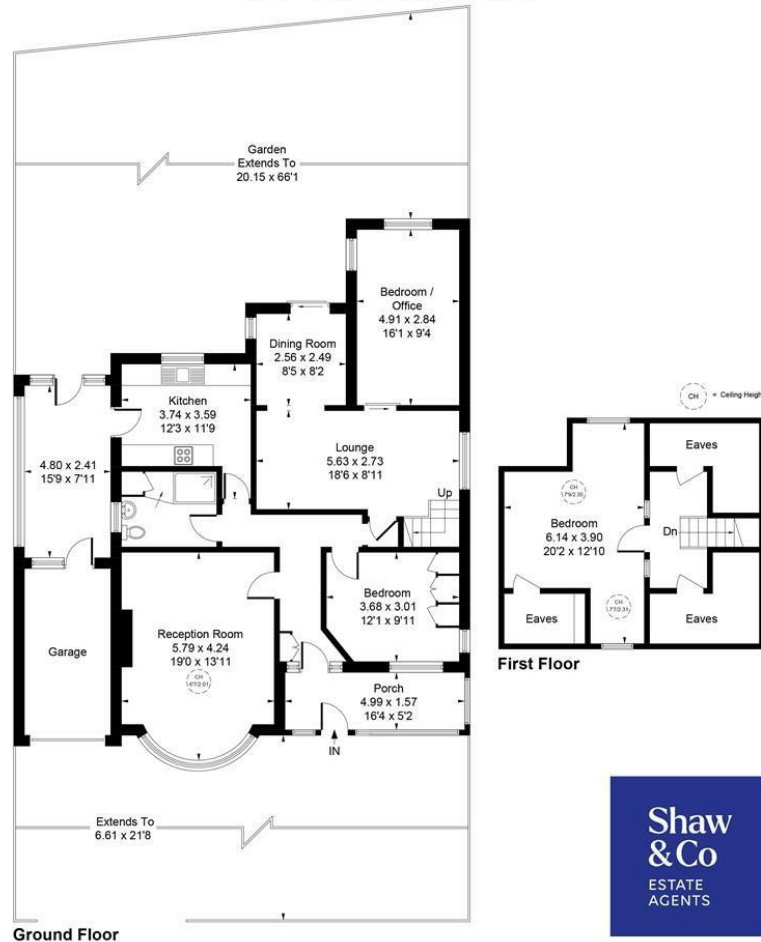 Garden
Extends To
20.15 x 66'1
Bedroom /
Office
4.91 x 2.84
16'1 x 9'4
Dining Room
2.56 x 2.49
8'5 x 8'2
Kitchen
3.74 x 3.59
12'3 x 11'9
Lounge
5.63 x 2.73
18'6 x 8'11
4.80 x 2.41
15'9 x 7'11
Up
Bedroom
3.68 x 3.01
12'1 x 9'11
Reception Room
5.79 x 4.24
19'0 x 13'11
CH
Garage
Porch
4.99 x 1.57
16'4 x 5'2
IN
Extends To
6.61 x 21'8
Ground Floor
CH = Ceiling Heigh
Eaves
CH
Bedroom
6.14 x 3.90
20'2 x 12'10
Dn
CH
Eaves
Eaves
First Floor
Shaw
& Co
ESTATE
AGENTS